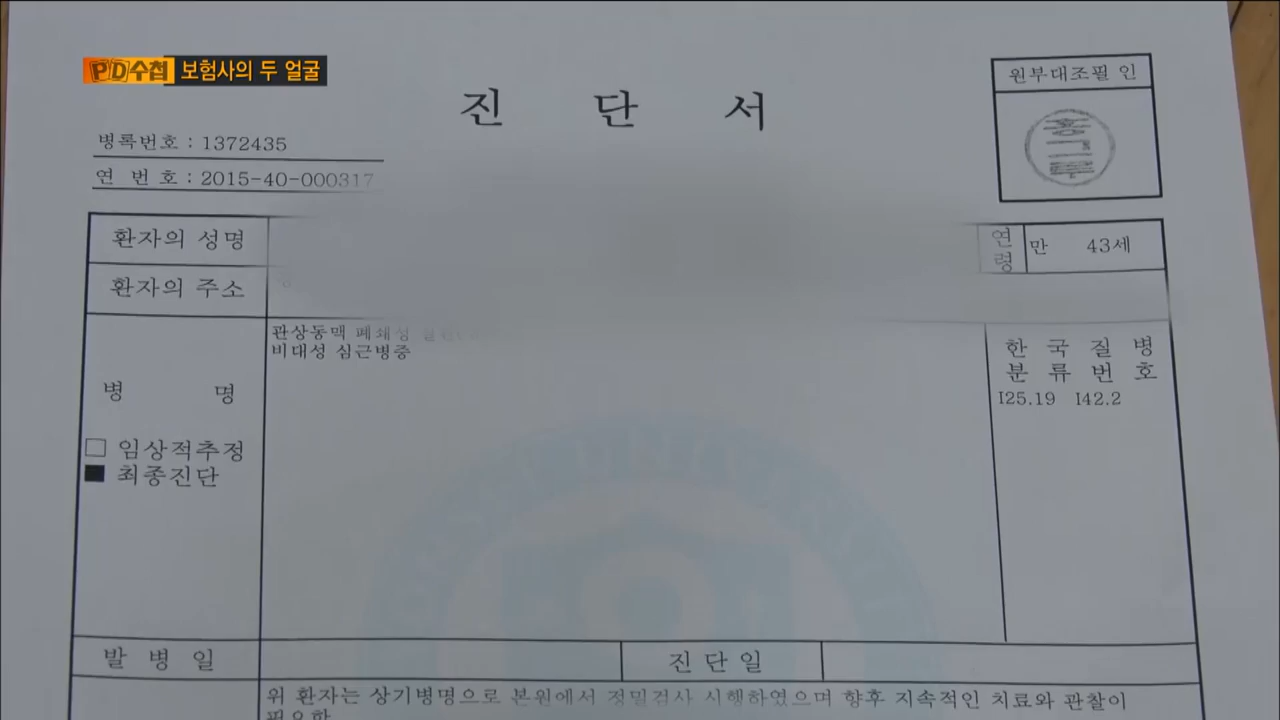 PD수첩 보험사의 두 얼굴
진 단 서
원부대조필 인
병록번호 : 1372435
연 번 호 : 2015-40-000317
환자의 성명
연령
만 43세
환자의 주소
관상동맥 폐쇄성
비대성 심근병증
병 명
한 국 질 병
분 류 번 호
I25.19 I42.2
□ 임상적추정
■ 최종진단
발 병 일
진 단 일
위 환자는 상기병명으로 본원에서 정밀검사 시행하였으며 향후 지속적인 치료와 관찰이
필요함